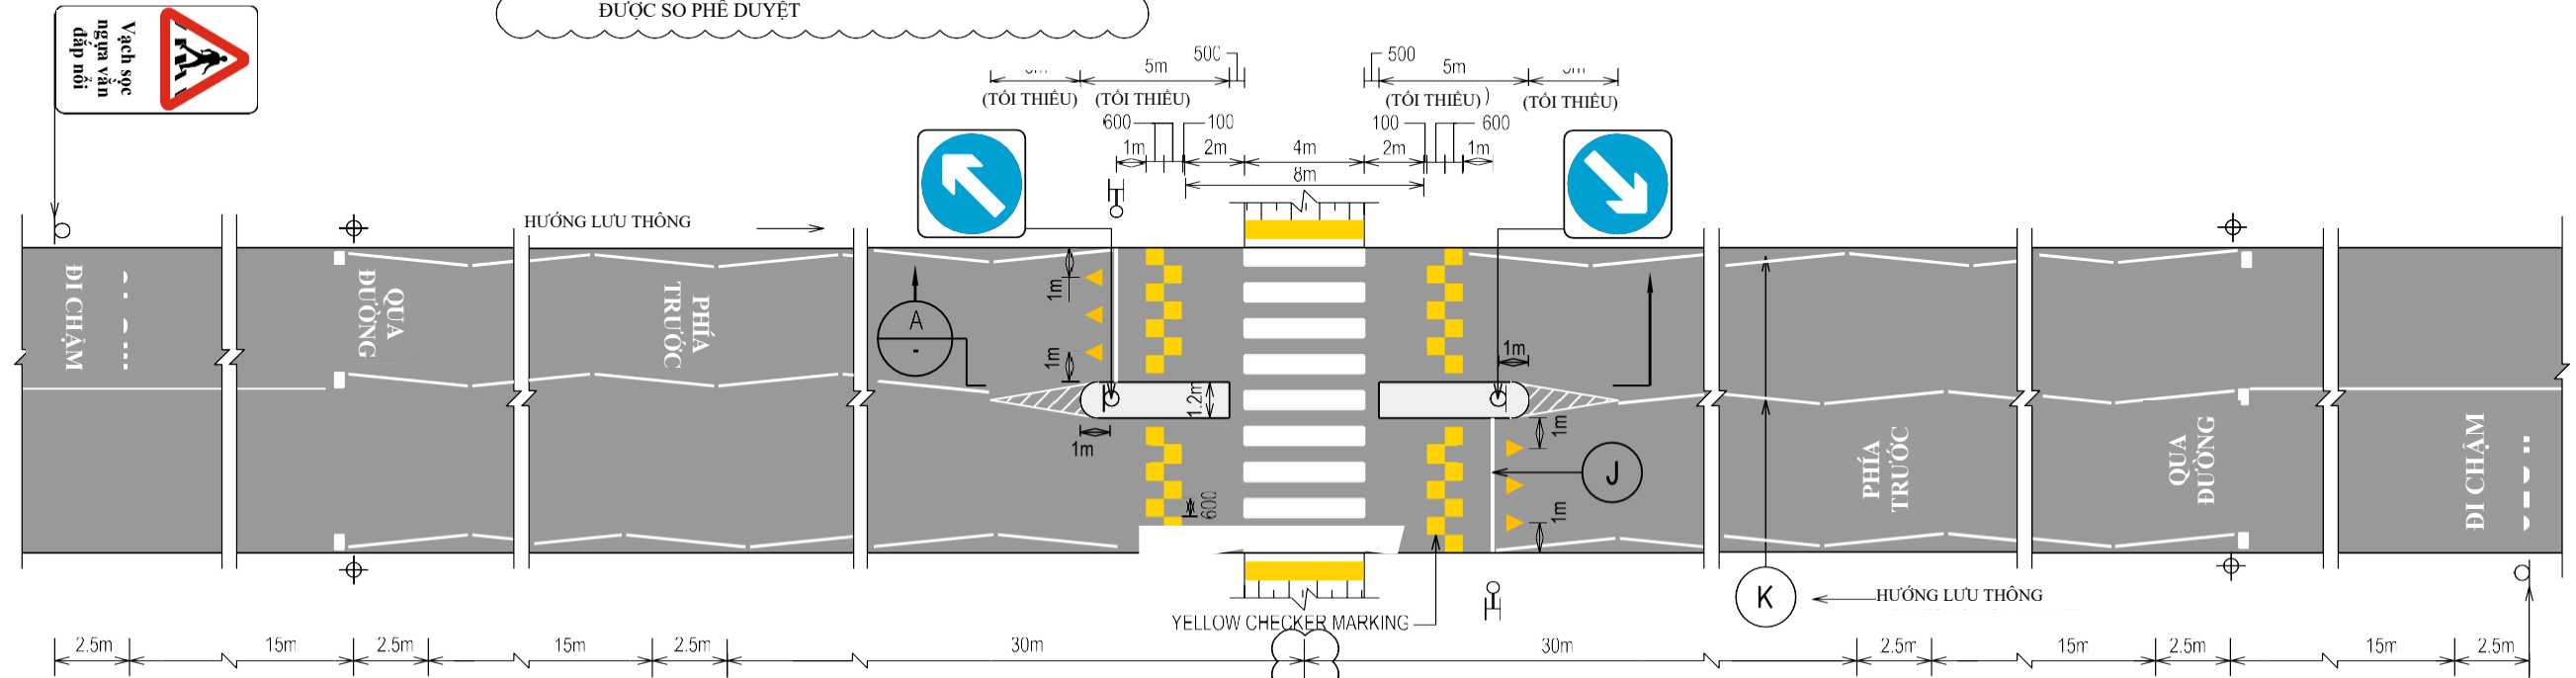 ĐƯỢC SO PHÊ DUYỆT
Vạch sọc
ngựa vằn
đắp nổi
500
500
5m
5m
(TỐI THIỂU)
(TỐI THIỂU)
(TỐI THIỂU) )
(TỐI THIỂU)
600
100
100
600
1m
2m
4m
2m
1m
8m
HƯỚNG LƯU THÔNG
ĐI CHẬM
QUA
ĐƯỜNG
PHÍA
TRƯỚC
A
-
1m
1m
1m
1.2m
1m
1m
1m
600
J
PHÍA
TRƯỚC
QUA
ĐƯỜNG
ĐI CHẬM
K
HƯỚNG LƯU THÔNG
YELLOW CHECKER MARKING
2.5m
15m
2.5m
15m
2.5m
30m
30m
2.5m
15m
2.5m
15m
2.5m